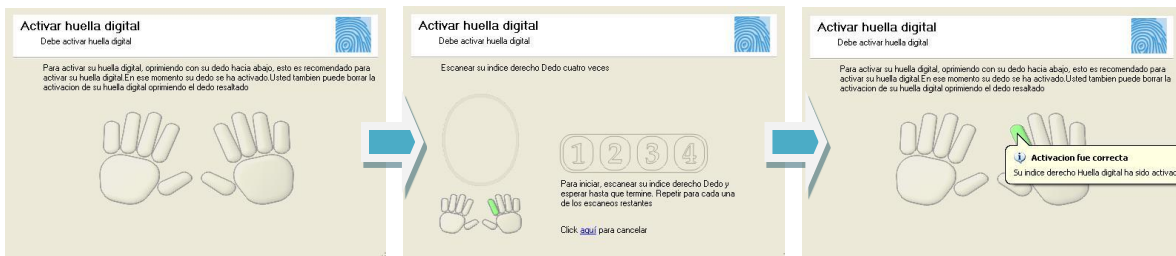 Activar huella digital
Debe activar huella digital
Para activar su huella digital, oprimiendo con su dedo hacia abajo, esto es recomendado para
activar su huella digital.En ese momento su dedo se ha activado.Usted tambien puede borrar la
activacion de su huella digital oprimiendo el dedo resaltado
Activar huella digital
Debe activar huella digital
Escanear su indice derecho Dedo cuatro veces
1 2 3 4
Para iniciar, escanear su indice derecho Dedo y
esperar hasta que termine. Repetir para cada una
de los escaneos restantes
Click aquí para cancelar
Activar huella digital
Debe activar huella digital
Para activar su huella digital, oprimiendo con su dedo hacia abajo, esto es recomendado para
activar su huella digital.En ese momento su dedo se ha activado.Usted tambien puede borrar la
activacion de su huella digital oprimiendo el dedo resaltado
Activacion fue correcta
Su indice derecho Huella digital ha sido activac